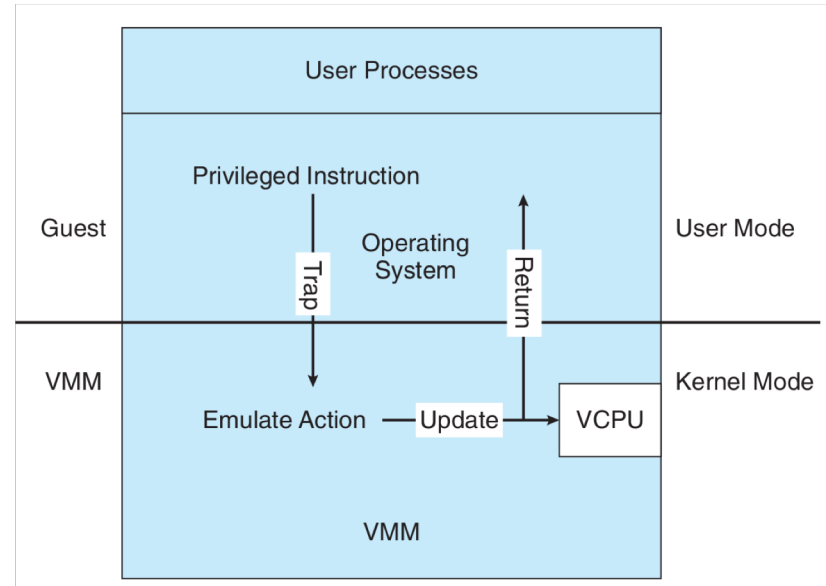 User Processes
Privileged Instruction
Guest
User Mode
Operating
System
Trap
Return
VMM
Kernel Mode
Emulate Action
Update
VCPU
VMM